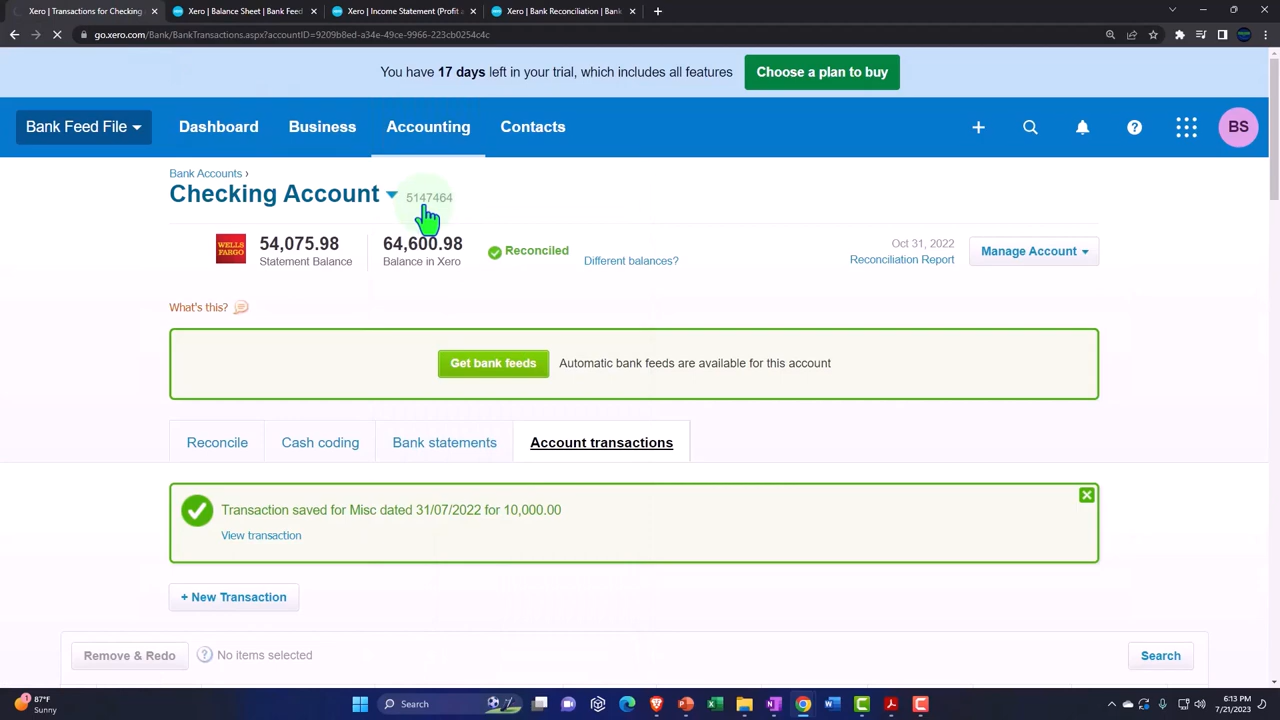 Xero | Transactions for Checking
Xero | Statement | Bank Feed
Xero | Misc Statement (Portrait)
Xero | Bank Reconciliation | Bank
go.xero.com/Bank/BankTransactions.aspx?accountID=9209b8ed-a34e-49ce-9966-223cb0254c4c
You have 17 days left in your trial, which includes all features
Choose a plan to buy
Bank Feed File
Dashboard
Business
Accounting
Contacts
BS
Bank Accounts ›
Checking Account
5147464
WELLS
FARGO
54,075.98
Statement Balance
64,600.98
Balance in Xero
Reconciled
Different balances?
Oct 31, 2022
Reconciliation Report
Manage Account
What's this?
Get bank feeds
Automatic bank feeds are available for this account
Reconcile
Cash coding
Bank statements
Account transactions
Transaction saved for Misc dated 31/07/2022 for 10,000.00
View transaction
+ New Transaction
Remove & Redo
? No items selected
Search
87°F
Sunny
Search
6:13 PM
7/21/2023